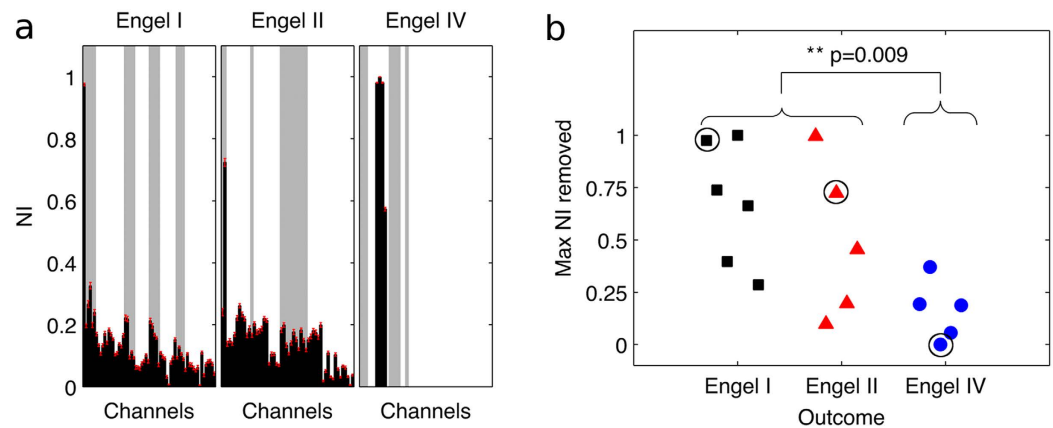 a
Engel I
Engel II
Engel IV
NI
1
0.8
0.6
0.4
0.2
0
Channels
Channels
Channels
b
** p=0.009
Max NI removed
1
0.75
0.5
0.25
0
Engel I
Engel II
Engel IV
Outcome